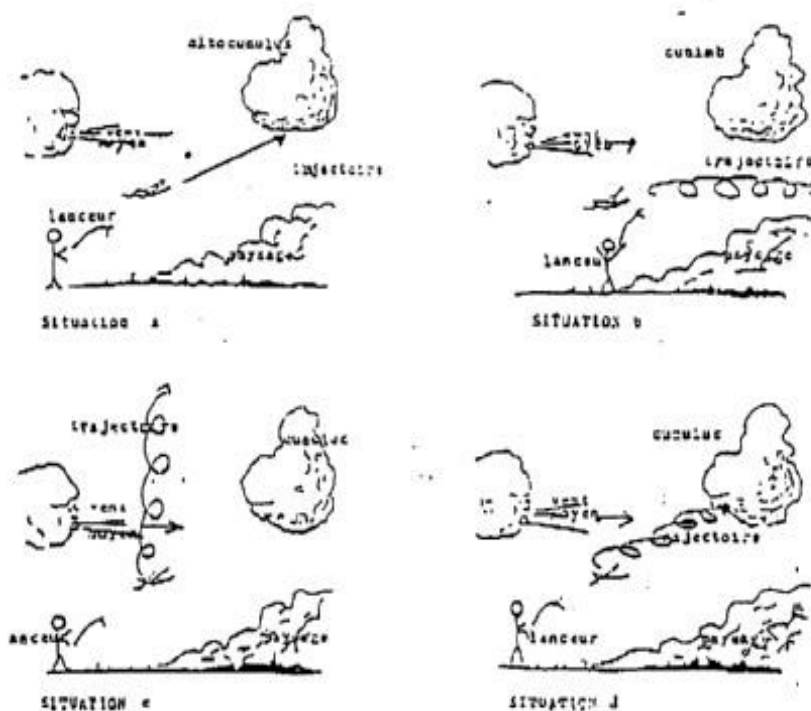 altocumulus
vent
moyen
trajectoire
lanceur
paysage
SITUATION a
cunimb
trajectoire
lanceur
paysage
SITUATION b
trajectoire
cumulus
vent
moyen
lanceur
paysage
SITUATION c
cumulus
vent
moyen
trajectoire
lanceur
paysage
SITUATION d